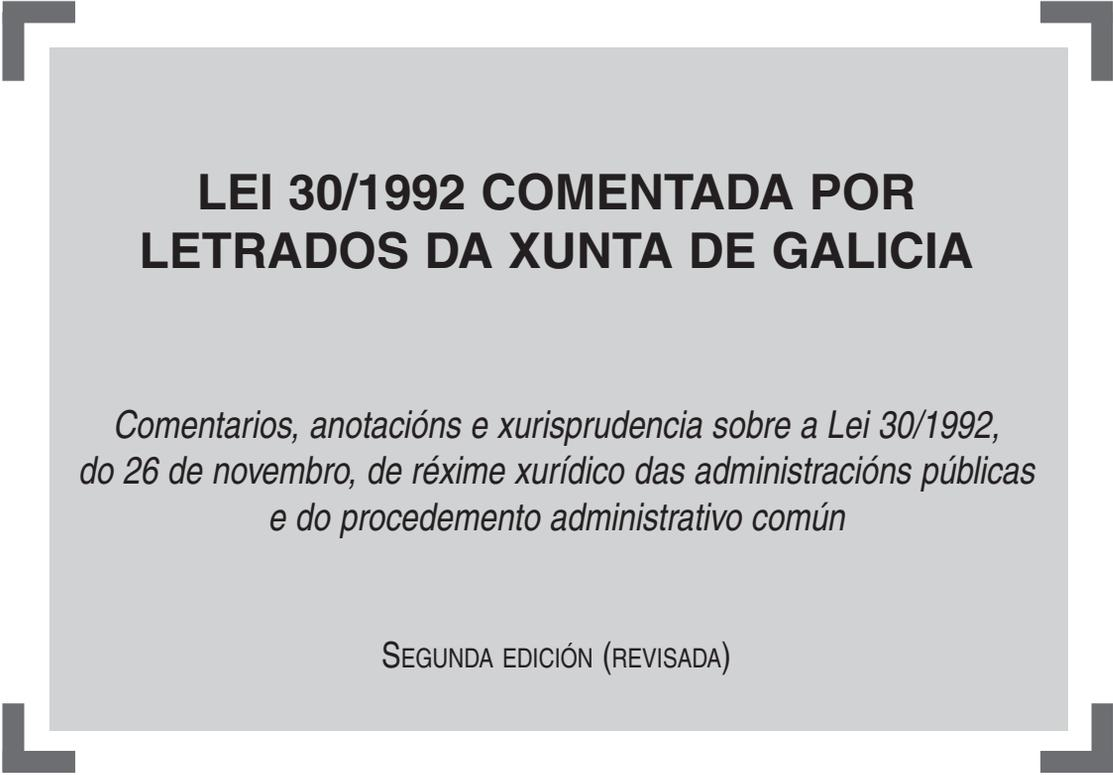 LEI 30/1992 COMENTADA POR
LETRADOS DA XUNTA DE GALICIA
Comentarios, anotacións e xurisprudencia sobre a Lei 30/1992,
do 26 de novembro, de réxime xurídico das administracións públicas
e do procedemento administrativo común
SEGUNDA EDICIÓN (REVISADA)